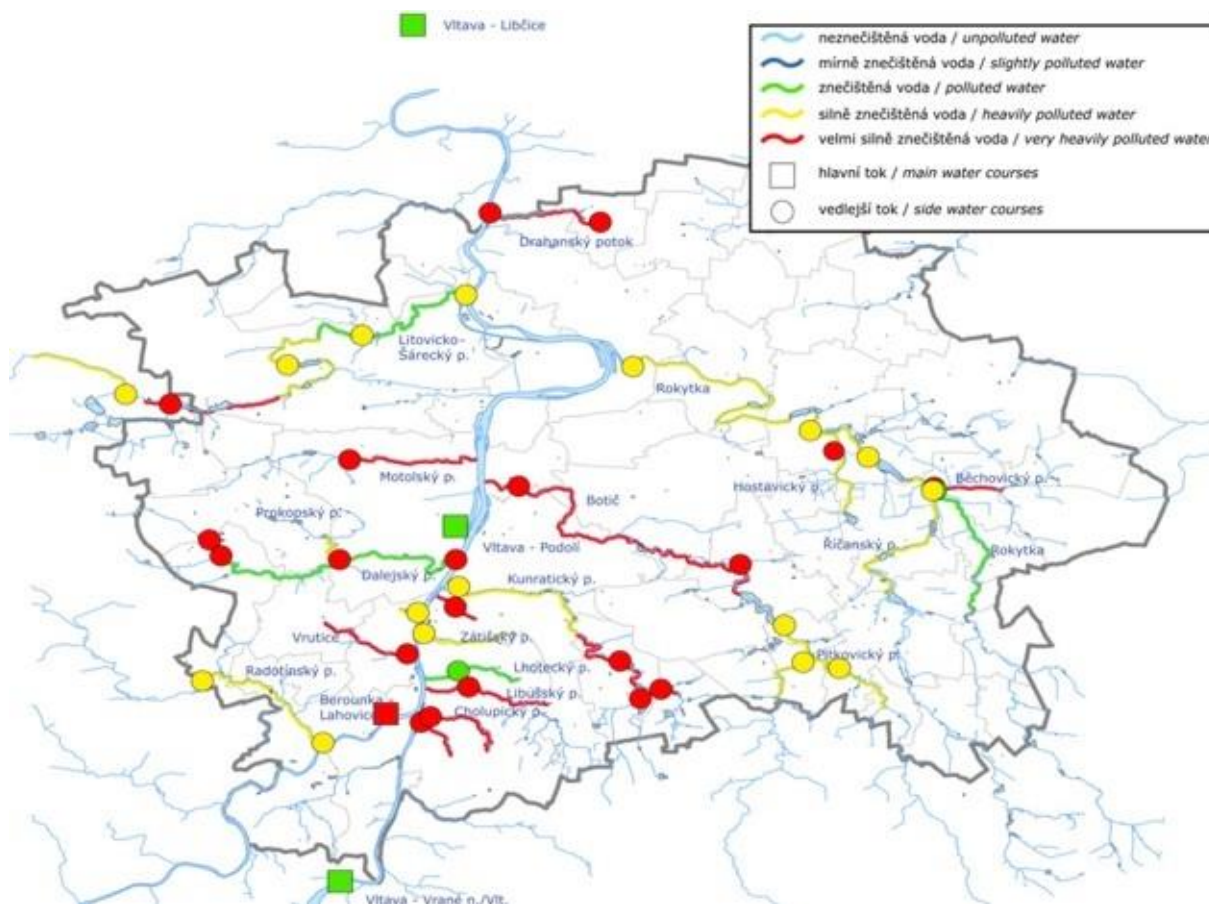 Vltava - Libčice
neznečištěná voda / unpolluted water
mírně znečištěná voda / slightly polluted water
znečištěná voda / polluted water
silně znečištěná voda / heavily polluted water
velmi silně znečištěná voda / very heavily polluted water
hlavní tok / main water courses
vedlejší tok / side water courses
Drahanský potok
Litovicko-
Šárecký p.
Rokytka
Motolský p.
Hostavický p.
Běchovický p.
Botič
Prokopský p.
Vltava - Podolí
Říčanský p.
Rokytka
Dalejský p.
Kunratický p.
Vrutice
Zátišský p.
Pitkovický p.
Radotínský p.
Lhotecký p.
Libušský p.
Berounka
Lahovice
Cholupický p.
Vltava - Vrané n./Vlt.